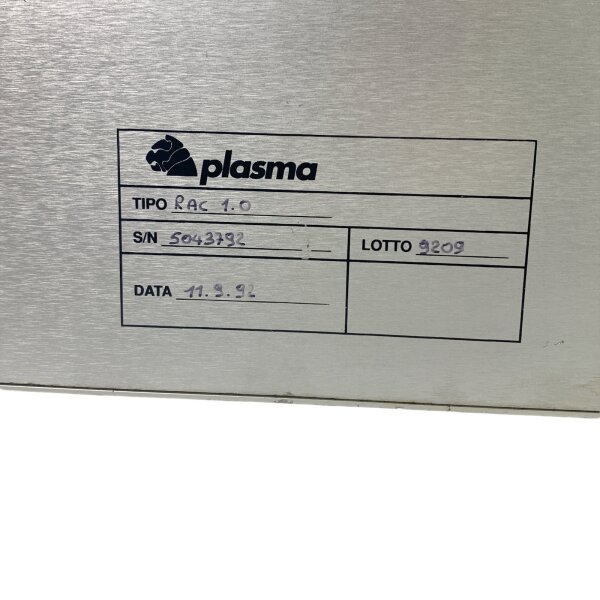 plasma
TIPO RAC 1.0
S/N 5043792 LOTTO 9209
DATA 11.9.92